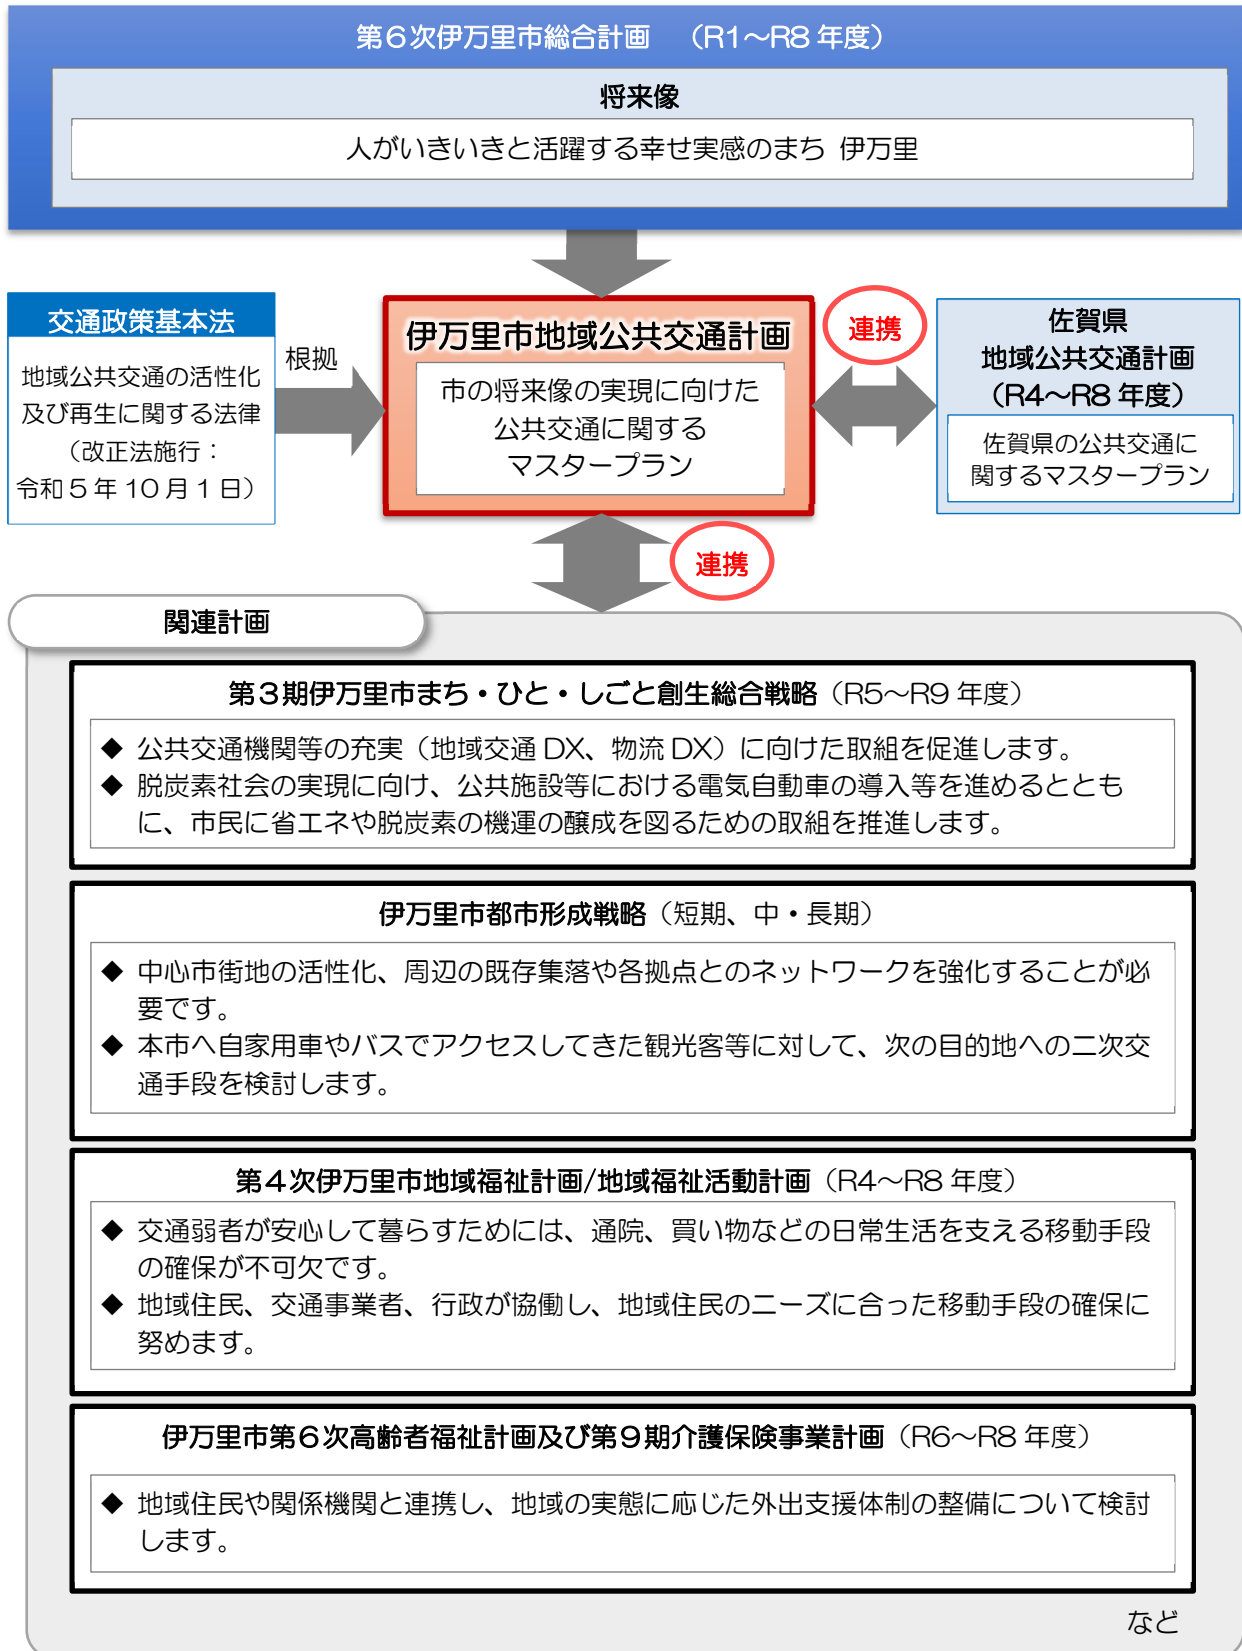 第6次伊万里市総合計画　（R1～R8年度）
将来像
人がいきいきと活躍する幸せ実感のまち 伊万里
交通政策基本法
地域公共交通の活性化
及び再生に関する法律
（改正法施行：
令和5年10月1日）
根拠
伊万里市地域公共交通計画
市の将来像の実現に向けた
公共交通に関する
マスタープラン
連携
佐賀県
地域公共交通計画
（R4～R8年度）
佐賀県の公共交通に
関するマスタープラン
連携
関連計画
第3期伊万里市まち・ひと・しごと創生総合戦略（R5～R9年度）
◆ 公共交通機関等の充実（地域交通DX、物流DX）に向けた取組を促進します。
◆ 脱炭素社会の実現に向け、公共施設等における電気自動車の導入等を進めるととも
に、市民に省エネや脱炭素の機運の醸成を図るための取組を推進します。
伊万里市都市形成戦略（短期、中・長期）
◆ 中心市街地の活性化、周辺の既存集落や各拠点とのネットワークを強化することが必
要です。
◆ 本市へ自家用車やバスでアクセスしてきた観光客等に対して、次の目的地への二次交
通手段を検討します。
第4次伊万里市地域福祉計画/地域福祉活動計画（R4～R8年度）
◆ 交通弱者が安心して暮らすためには、通院、買い物などの日常生活を支える移動手段
の確保が不可欠です。
◆ 地域住民、交通事業者、行政が協働し、地域住民のニーズに合った移動手段の確保に
努めます。
伊万里市第6次高齢者福祉計画及び第9期介護保険事業計画（R6～R8年度）
◆ 地域住民や関係機関と連携し、地域の実態に応じた外出支援体制の整備について検討
します。
など